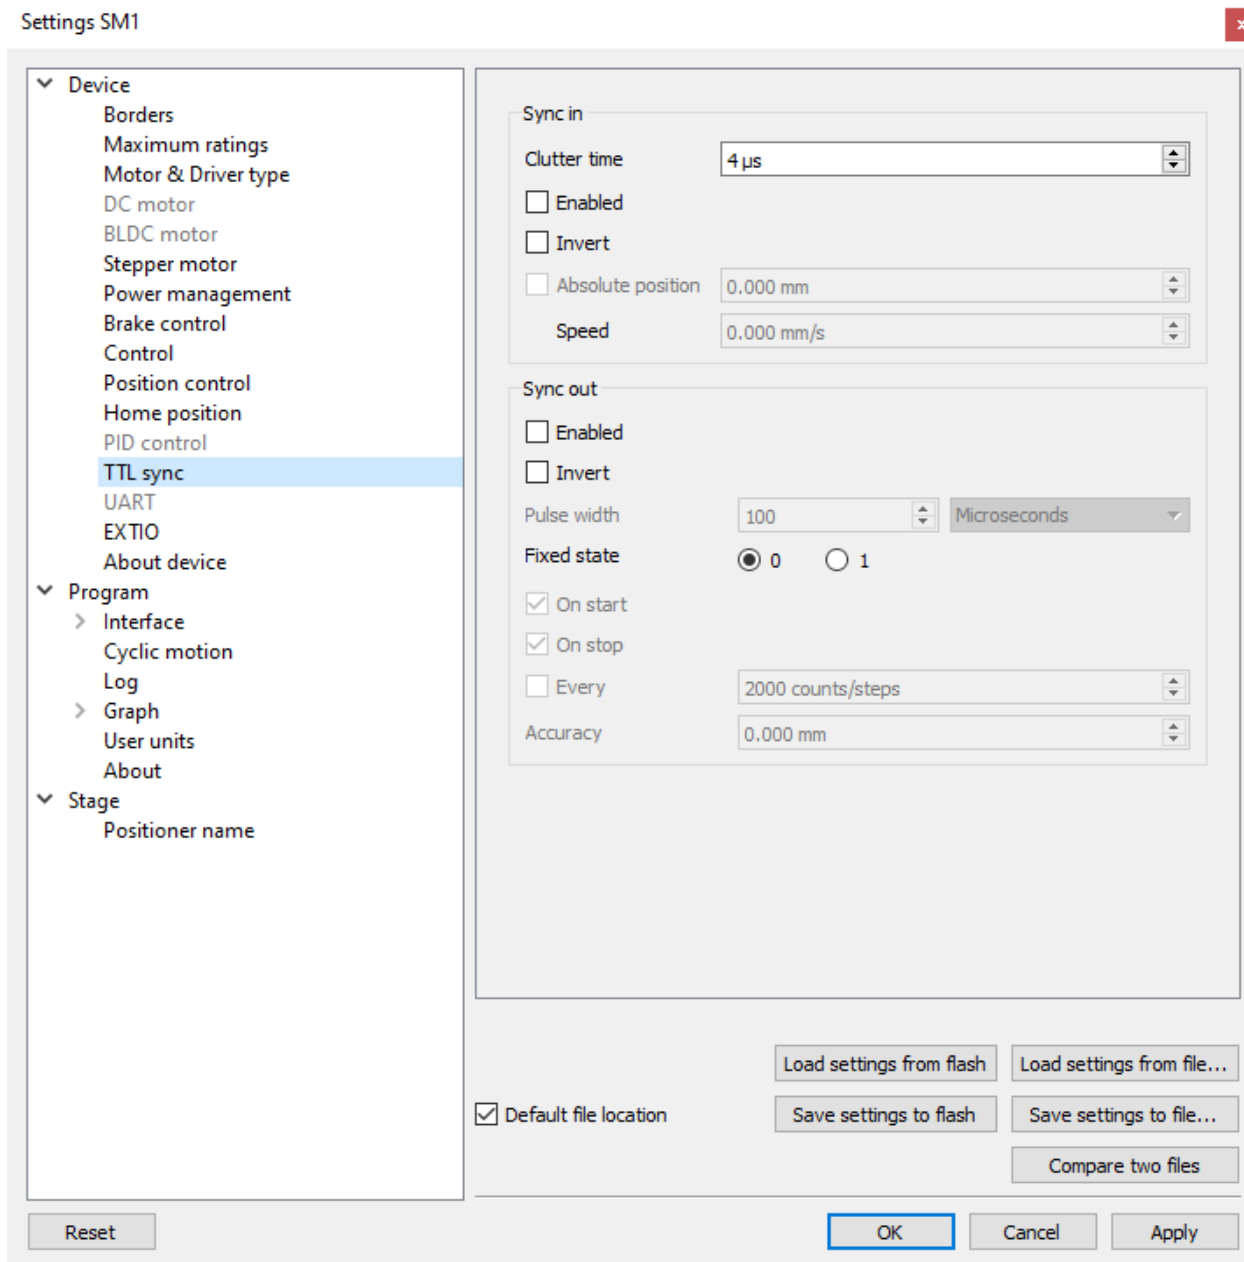 Settings SM1
Device
Borders
Maximum ratings
Motor & Driver type
DC motor
BLDC motor
Stepper motor
Power management
Brake control
Control
Position control
Home position
PID control
TTL sync
UART
EXTIO
About device
Program
Interface
Cyclic motion
Log
Graph
User units
About
Stage
Positioner name
Sync in
Clutter time 4 µs
Enabled
Invert
Absolute position 0.000 mm
Speed 0.000 mm/s
Sync out
Enabled
Invert
Pulse width 100 Microseconds
Fixed state 0 1
On start
On stop
Every 2000 counts/steps
Accuracy 0.000 mm
Load settings from flash Load settings from file...
Default file location Save settings to flash Save settings to file...
Compare two files
Reset OK Cancel Apply